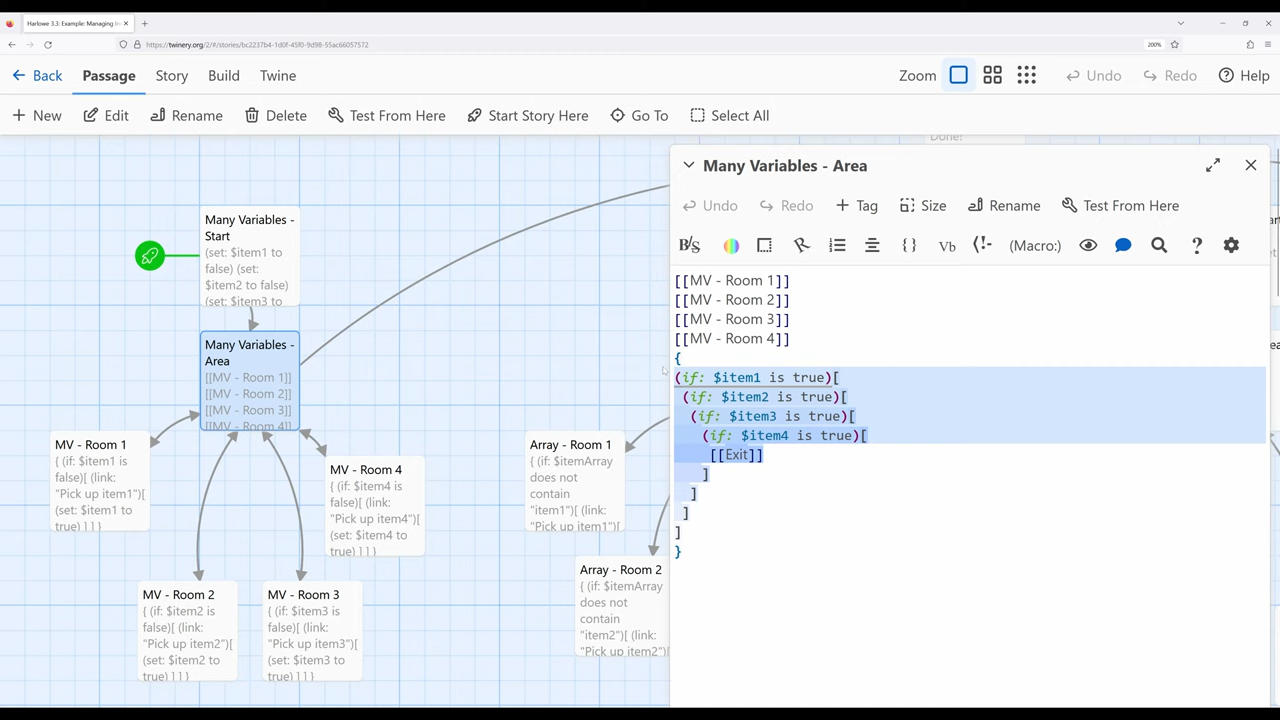 Harlowe 3.3: Example: Managing In
https://twinery.org/2/#/stories/bc2237b4-1d0f-45f0-9d98-55ac66057572
200%
Back Passage Story Build Twine Zoom Undo Redo Help
New Edit Rename Delete Test From Here Start Story Here Go To Select All
Done!
Many Variables -
Start
(set: $item1 to
false) (set:
$item2 to false)
(set: $item3 to
Many Variables -
Area
[[MV - Room 1]]
[[MV - Room 2]]
[[MV - Room 3]]
[[MV - Room 4]]
MV - Room 1
{ (if: $item1 is
false)[ (link:
"Pick up item1")[
(set: $item1 to
true) ] ] }
MV - Room 4
{ (if: $item4 is
false)[ (link:
"Pick up item4")[
(set: $item4 to
true) ] ] }
MV - Room 2
{ (if: $item2 is
false)[ (link:
"Pick up item2")[
(set: $item2 to
true) ] ] }
MV - Room 3
{ (if: $item3 is
false)[ (link:
"Pick up item3")[
(set: $item3 to
true) ] ] }
Array - Room 1
{ (if: $itemArray
does not
contain
"item1")[ (link:
"Pick up item1")[
Array - Room 2
{ (if: $itemArray
does not
contain
"item2")[ (link:
"Pick up item2")[
Many Variables - Area
Undo Redo Tag Size Rename Test From Here
B/S {} Vb (Macro:) ?
[[MV - Room 1]]
[[MV - Room 2]]
[[MV - Room 3]]
[[MV - Room 4]]
{
(if: $item1 is true)[
(if: $item2 is true)[
(if: $item3 is true)[
(if: $item4 is true)[
[[Exit]]
]
]
]
]
}